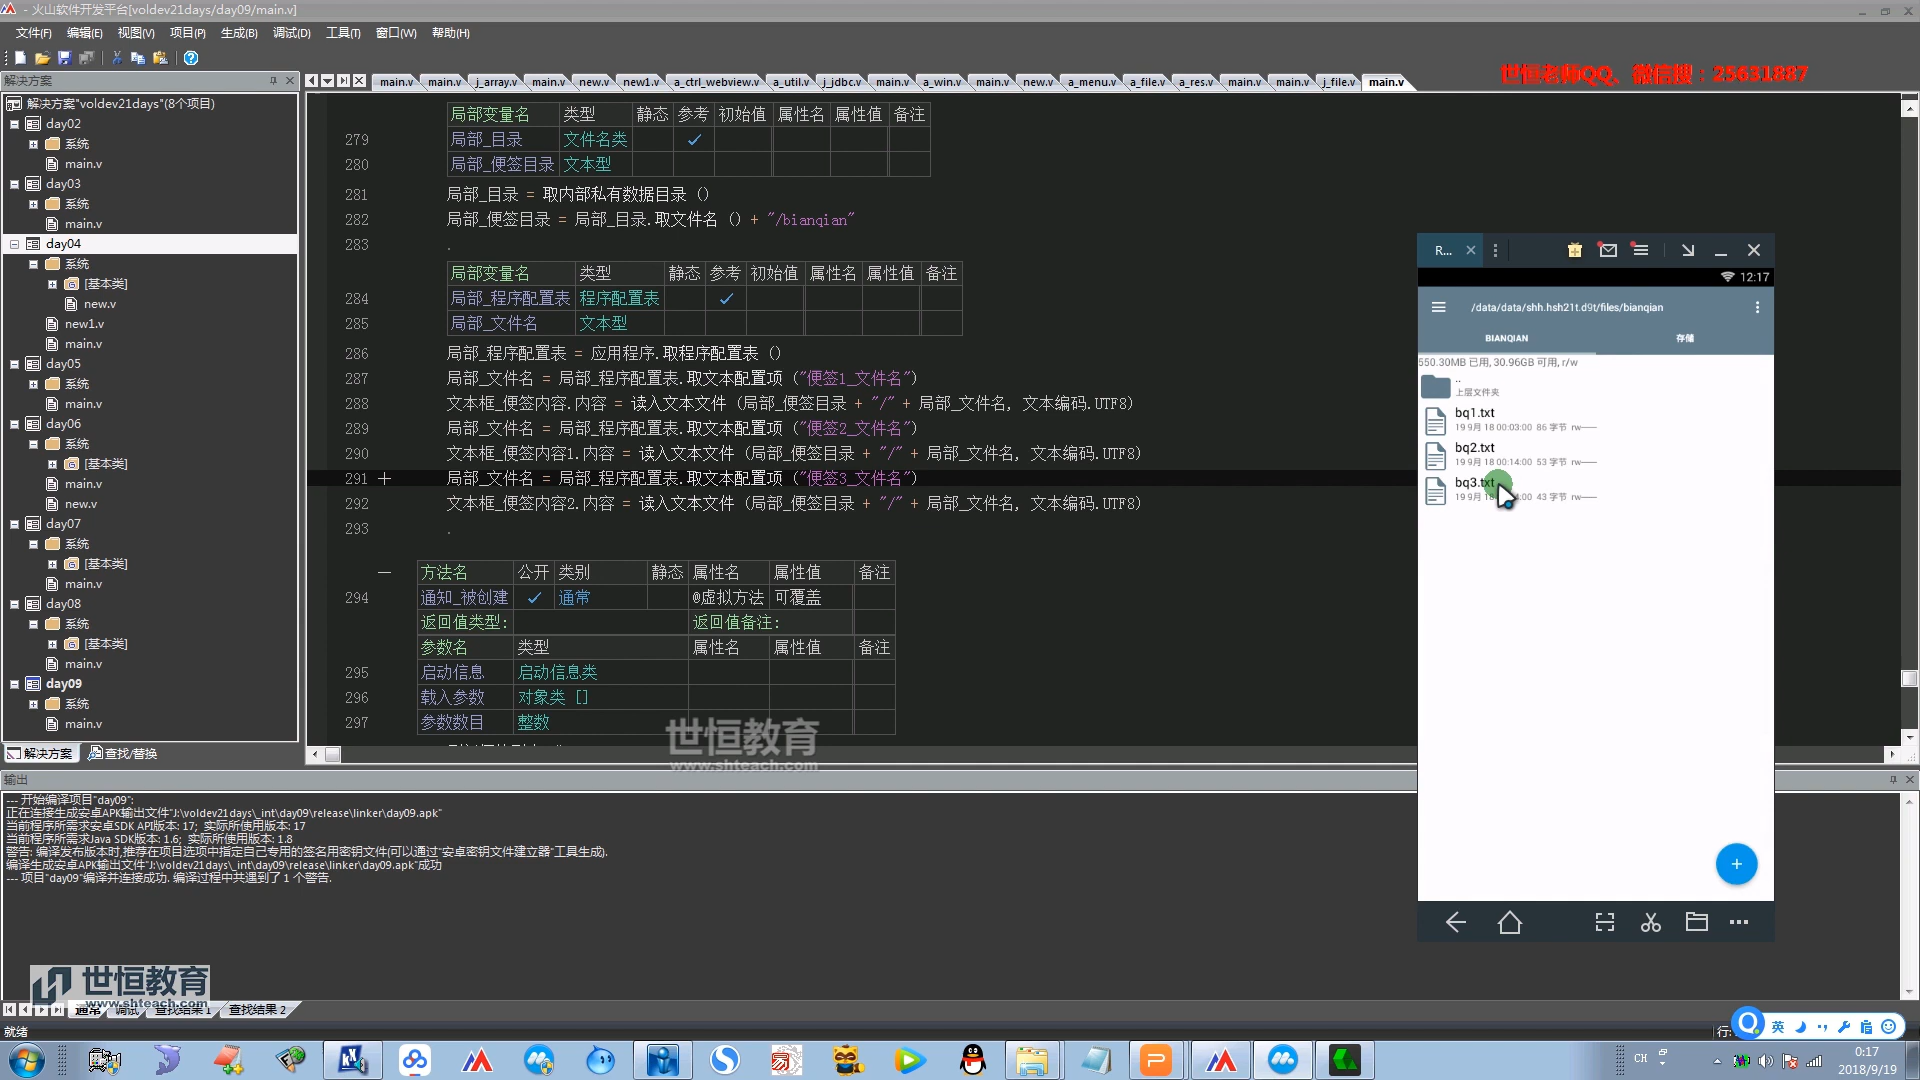 - 火山软件开发平台[voldev21days/day09/main.v]
文件(F) 编辑(E) 视图(V) 项目(P) 生成(B) 调试(D) 工具(T) 窗口(W) 帮助(H)
解决方案
main.v main.v j_array.v main.v new.v new1.v a_ctrl_webview.v a_util.v j_jdbc.v main.v a_win.v main.v new.v a_menu.v a_file.v a_res.v main.v main.v j_file.v main.v
世恒老师QQ、微信搜：25631887
解决方案"voldev21days"(8个项目)
day02
系统
main.v
day03
系统
main.v
day04
系统
[基本类]
new.v
new1.v
main.v
day05
系统
main.v
day06
系统
[基本类]
main.v
new.v
day07
系统
[基本类]
main.v
day08
系统
[基本类]
main.v
day09
系统
main.v
解决方案 查找/替换
局部变量名 类型 静态 参考 初始值 属性名 属性值 备注
279 局部_目录 文件名类 ✓
280 局部_便签目录 文本型
281 局部_目录 = 取内部私有数据目录 ()
282 局部_便签目录 = 局部_目录.取文件名 () + "/bianqian"
283 .
局部变量名 类型 静态 参考 初始值 属性名 属性值 备注
284 局部_程序配置表 程序配置表 ✓
285 局部_文件名 文本型
286 局部_程序配置表 = 应用程序.取程序配置表 ()
287 局部_文件名 = 局部_程序配置表.取文本配置项 ("便签1_文件名")
288 文本框_便签内容.内容 = 读入文本文件 (局部_便签目录 + "/" + 局部_文件名, 文本编码.UTF8)
289 局部_文件名 = 局部_程序配置表.取文本配置项 ("便签2_文件名")
290 文本框_便签内容1.内容 = 读入文本文件 (局部_便签目录 + "/" + 局部_文件名, 文本编码.UTF8)
291 局部_文件名 = 局部_程序配置表.取文本配置项 ("便签3_文件名")
292 文本框_便签内容2.内容 = 读入文本文件 (局部_便签目录 + "/" + 局部_文件名, 文本编码.UTF8)
293 .
方法名 公开 类别 静态 属性名 属性值 备注
294 通知_被创建 ✓ 通常 @虚拟方法 可覆盖
返回值类型: 返回值备注:
参数名 类型 属性名 属性值 备注
295 启动信息 启动信息类
296 载入参数 对象类 []
297 参数数目 整数
世恒教育
www.shteach.com
R...
12:17
/data/data/shh.hsh21t.d9t/files/bianqian
BIANQIAN 存储
550.30MB 已用, 30.96GB 可用, r/w
..
上层文件夹
bq1.txt
19 9月 18 00:03:00 86 字节 rw
bq2.txt
19 9月 18 00:14:00 53 字节 rw
bq3.txt
19 9月 18 :00 43 字节 rw
输出
--- 开始编译项目"day09":
正在连接生成安卓APK输出文件"J:\voldev21days\_int\day09\release\linker\day09.apk"
当前程序所需求安卓SDK API版本: 17; 实际所使用版本: 17
当前程序所需求Java SDK版本: 1.6; 实际所使用版本: 1.8
警告: 编译发布版本时,推荐在项目选项中指定自己专用的签名用密钥文件(可以通过"安卓密钥文件建立器"工具生成).
编译生成安卓APK输出文件"J:\voldev21days\_int\day09\release\linker\day09.apk"成功
--- 项目"day09"编译并连接成功. 编译过程中共遇到了 1 个警告.
世恒教育
www.shteach.com
通常 调试 查找结果 1 查找结果 2
就绪
行:
英
CH
0:17
2018/9/19